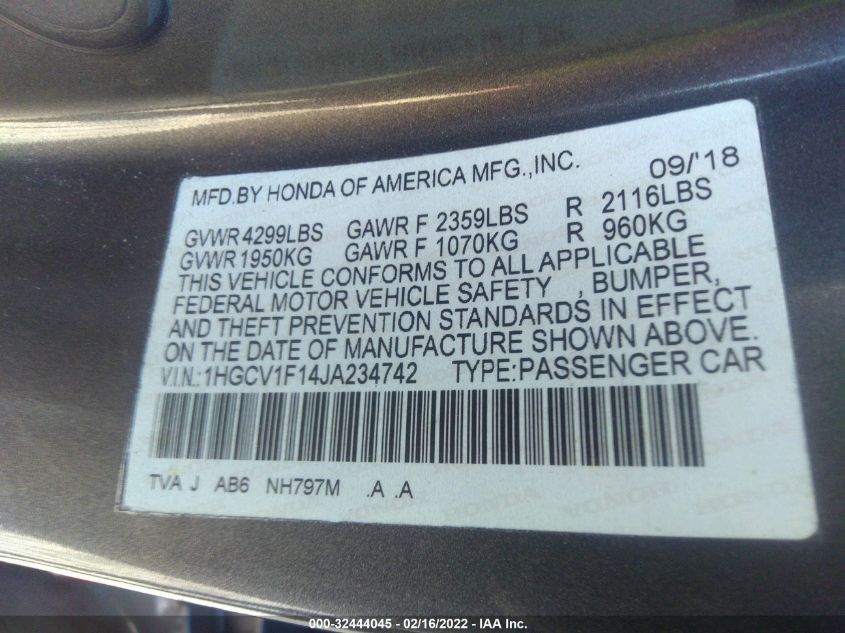 MFD.BY HONDA OF AMERICA MFG.,INC. 09/'18
GVWR 4299LBS GAWR F 2359LBS R 2116LBS
GVWR 1950KG GAWR F 1070KG R 960KG
THIS VEHICLE CONFORMS TO ALL APPLICABLE
FEDERAL MOTOR VEHICLE SAFETY , BUMPER,
AND THEFT PREVENTION STANDARDS IN EFFECT
ON THE DATE OF MANUFACTURE SHOWN ABOVE.
V.I.N.:1HGCV1F14JA234742 TYPE:PASSENGER CAR
TVA J AB6 NH797M .A .A
000-32444045 - 02/16/2022 - IAA Inc.